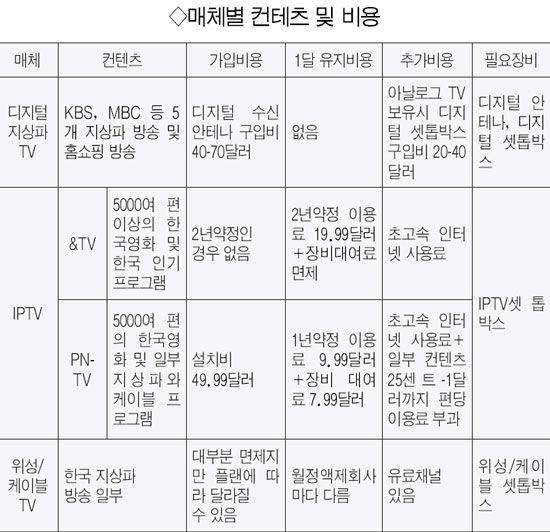 ◇매체별 컨텐츠 및 비용
매체
컨텐츠
가입비용
1달 유지비용
추가비용
필요장비
디지털
지상파
TV
KBS, MBC 등 5
개 지상파 방송 및
홈쇼핑 방송
디지털 수신
안테나 구입비
40-70달러
없음
아날로그 TV
보유시 디지
털 셋톱박스
구입비 20-40
달러
디지털 안
테나, 디지
털 셋톱박
스
IPTV
&TV
5000여 편
이상의 한
국영화 및
한국 인기
프로그램
2년약정인
경우 없음
2년약정 이용
료 19.99달러
+장비대여료
면제
초고속 인터
넷 사용료
IPTV셋 톱
박스
PN-
TV
5000여 편
의 한국영
화 및 일부
지상파와
케이블 프
로그램
설치비
49.99달러
1년약정 이용
료 9.99달러
+장비 대여
료 7.99달러
초고속 인터
넷 사용료+
일부 컨텐츠
25센트-1달
러까지 편당
이용료 부과
위성/
케이블
TV
한국 지상파
방송 일부
대부분 면제지
만 플랜에 따
라 달라질
수 있음
월정액제회사
마다 다름
유료채널
있음
위성/케이
블 셋톱박스